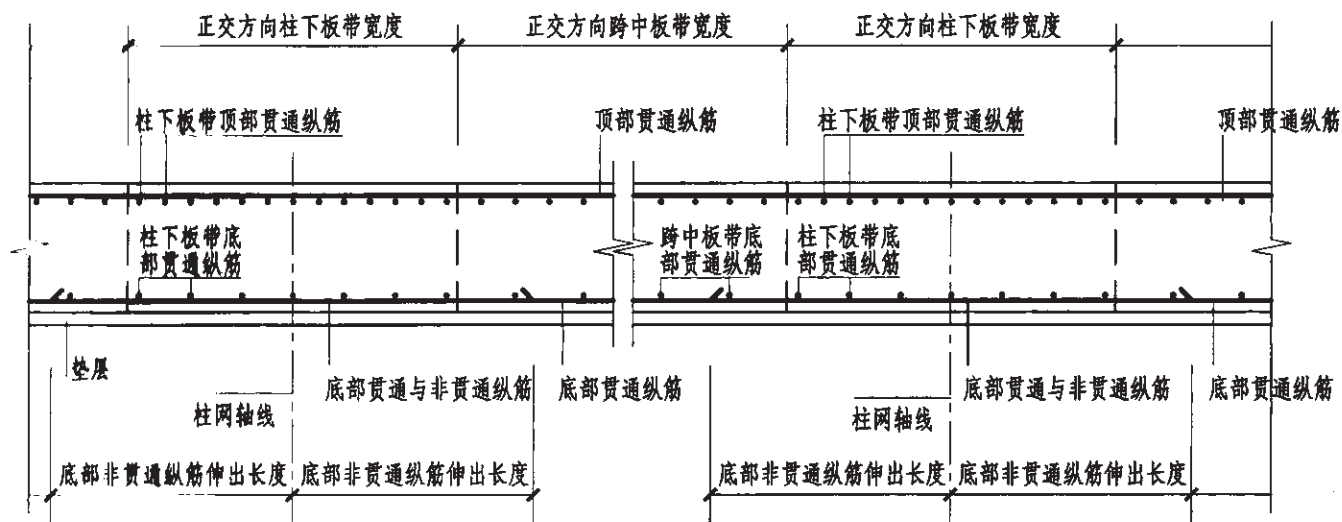 正交方向柱下板带宽度
正交方向跨中板带宽度
正交方向柱下板带宽度
柱下板带顶部贯通纵筋
顶部贯通纵筋
柱下板带顶部贯通纵筋
顶部贯通纵筋
柱下板带底
部贯通纵筋
跨中板带底
部贯通纵筋
柱下板带底
部贯通纵筋
垫层
底部贯通与非贯通纵筋
底部贯通纵筋
底部贯通与非贯通纵筋
底部贯通纵筋
柱网轴线
柱网轴线
底部非贯通纵筋伸出长度
底部非贯通纵筋伸出长度
底部非贯通纵筋伸出长度
底部非贯通纵筋伸出长度